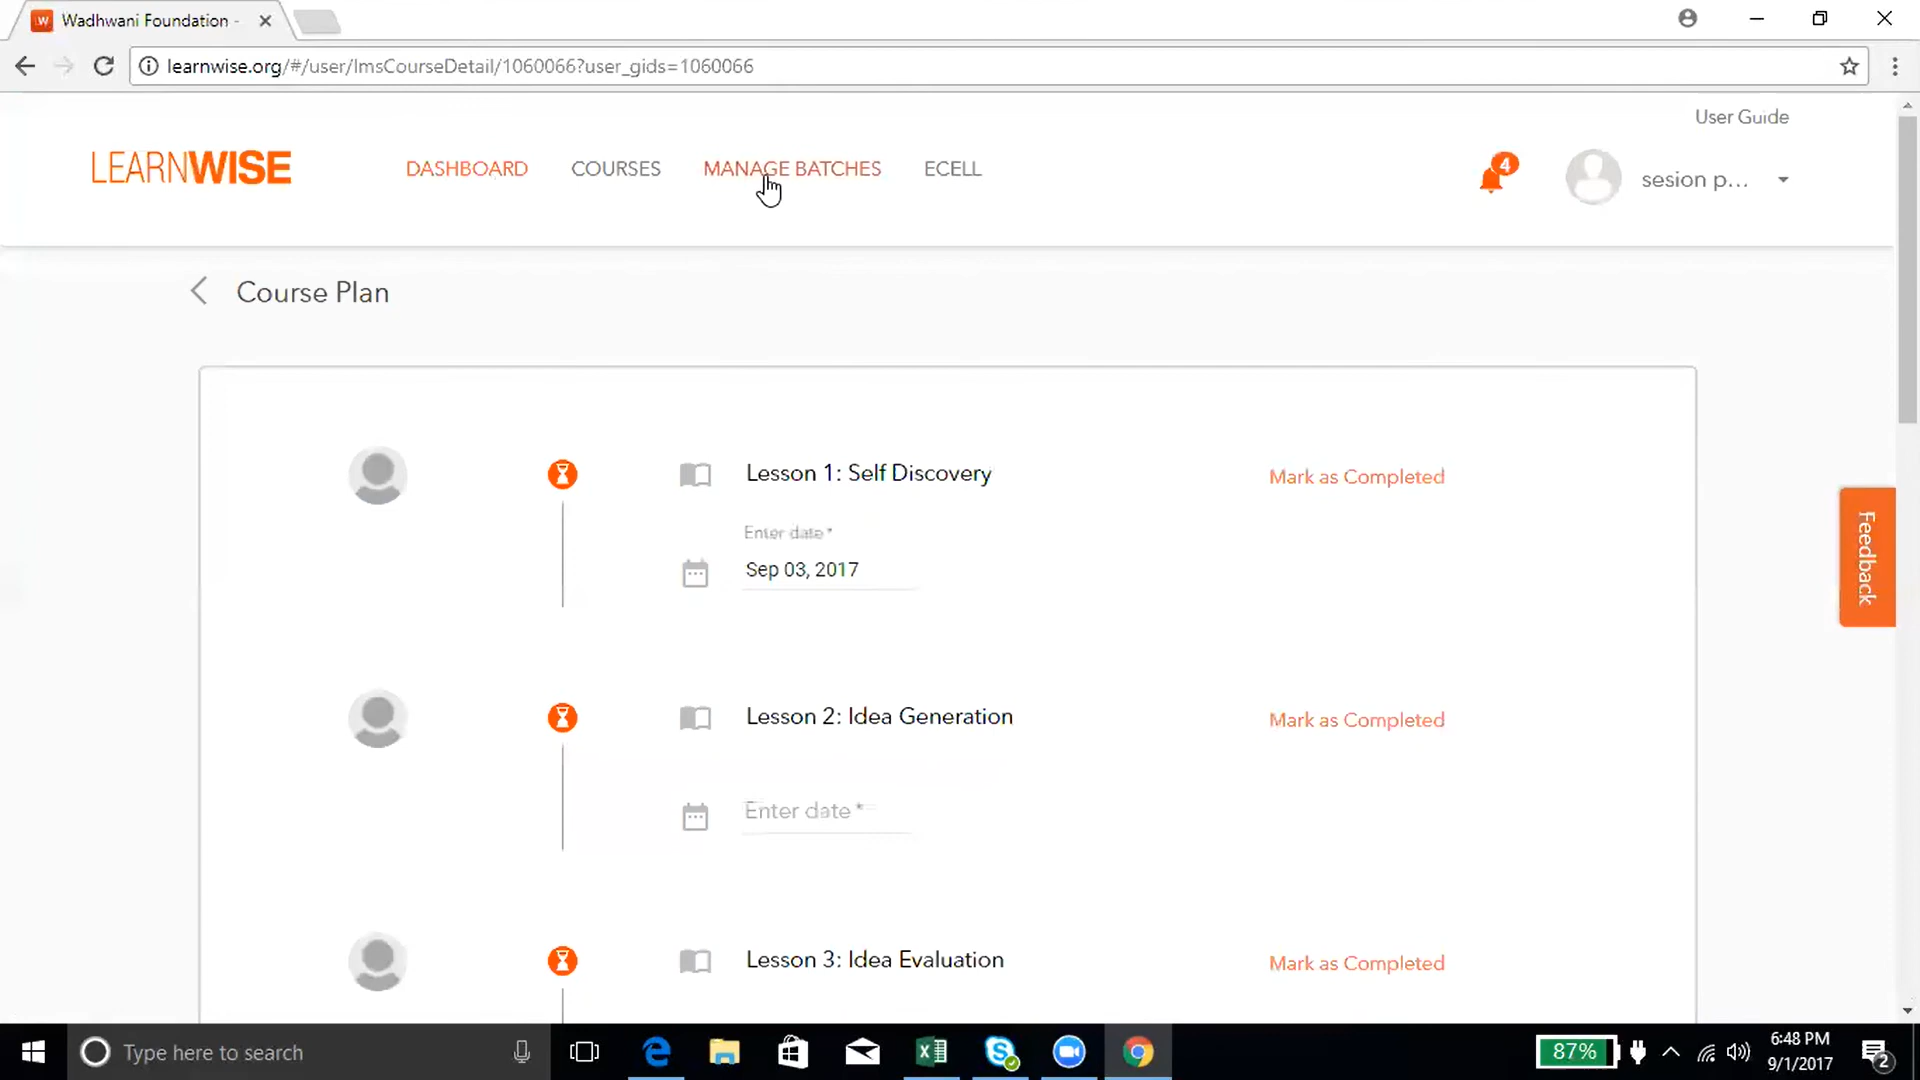 Wadhwani Foundation -
learnwise.org/#/user/lmsCourseDetail/1060066?user_gids=1060066
User Guide
LEARNWISE
DASHBOARD
COURSES
MANAGE BATCHES
ECELL
4
sesion p...
Course Plan
Lesson 1: Self Discovery
Mark as Completed
Enter date*
Sep 03, 2017
Feedback
Lesson 2: Idea Generation
Mark as Completed
Enter date*
Lesson 3: Idea Evaluation
Mark as Completed
Type here to search
87%
6:48 PM
9/1/2017
2